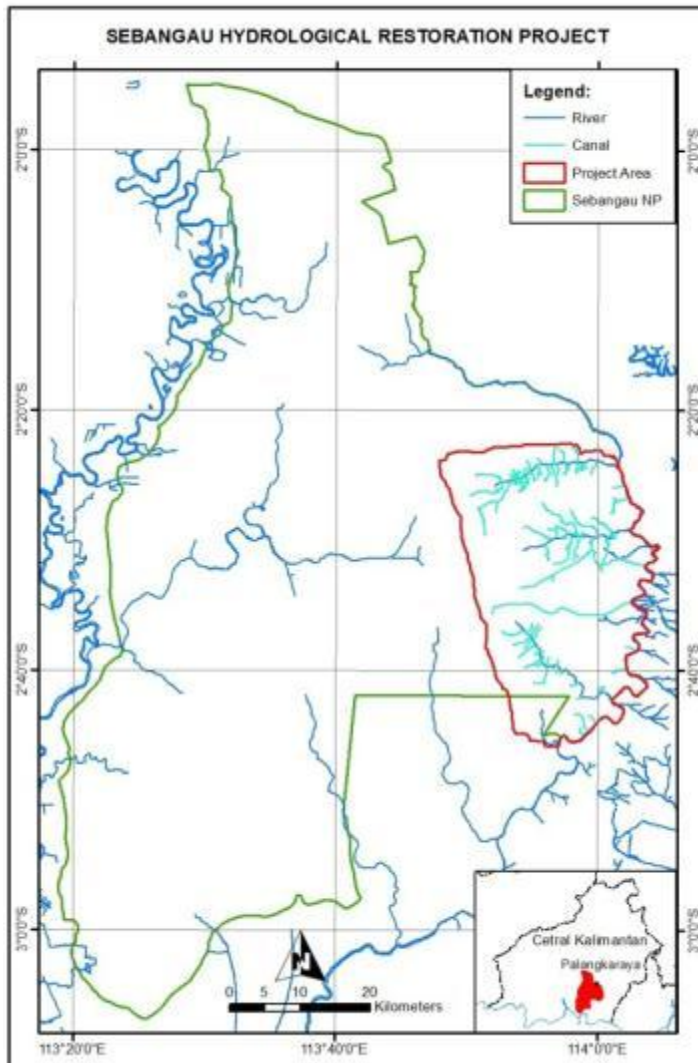 SEBANGAU HYDROLOGICAL RESTORATION PROJECT
Legend:
River
Canal
Project Area
Sebangau NP
2°0'0"S
2°0'0"S
2°20'0"S
2°20'0"S
2°40'0"S
2°40'0"S
3°0'0"S
3°0'0"S
Cetral Kalimantan
Palangkaraya
N
0 5 10 20
Kilometers
113°20'0"E 113°40'0"E 114°0'0"E